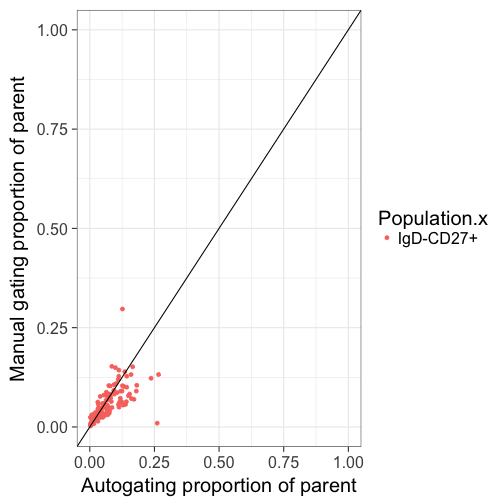 Manual gating proportion of parent
1.00
0.75
0.50
0.25
0.00
0.00 0.25 0.50 0.75 1.00
Autogating proportion of parent
Population.x
IgD-CD27+